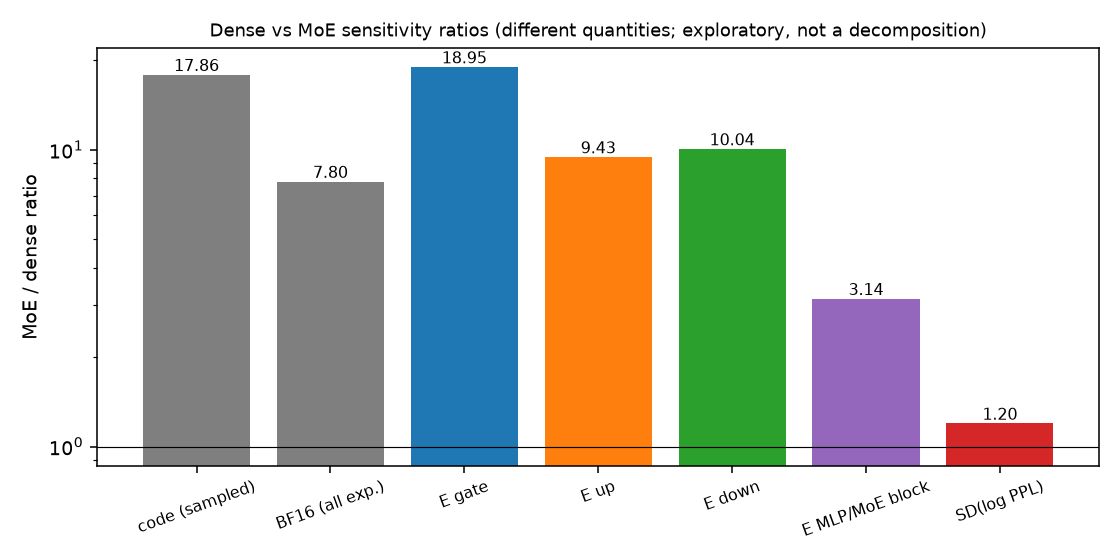 Dense vs MoE sensitivity ratios (different quantities; exploratory, not a decomposition)
MoE / dense ratio
10¹
10⁰
17.86
7.80
18.95
9.43
10.04
3.14
1.20
code (sampled)
BF16 (all exp.)
E gate
E up
E down
E MLP/MoE block
SD(log PPL)